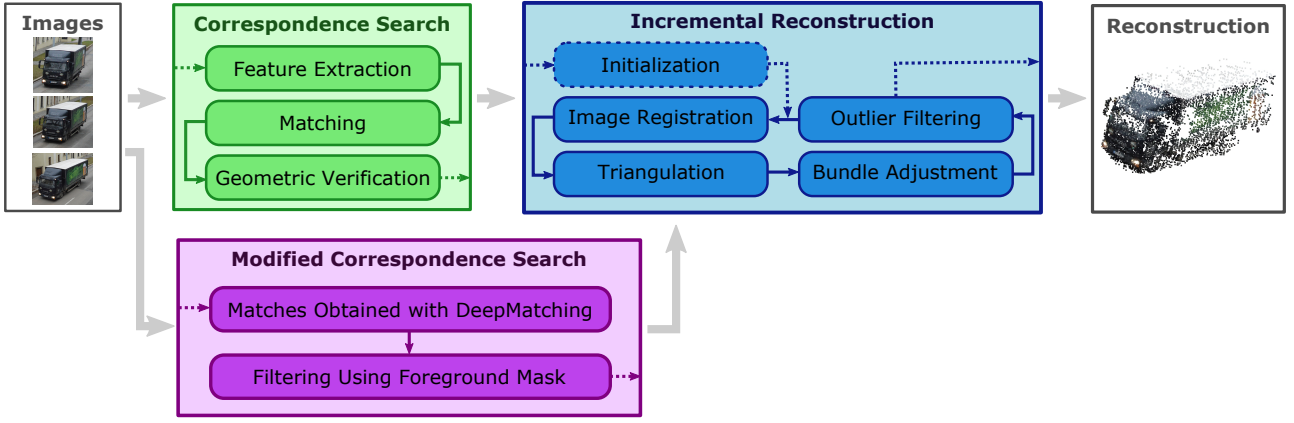 Images
Correspondence Search
Feature Extraction
Matching
Geometric Verification
Incremental Reconstruction
Initialization
Image Registration
Outlier Filtering
Triangulation
Bundle Adjustment
Reconstruction
Modified Correspondence Search
Matches Obtained with DeepMatching
Filtering Using Foreground Mask